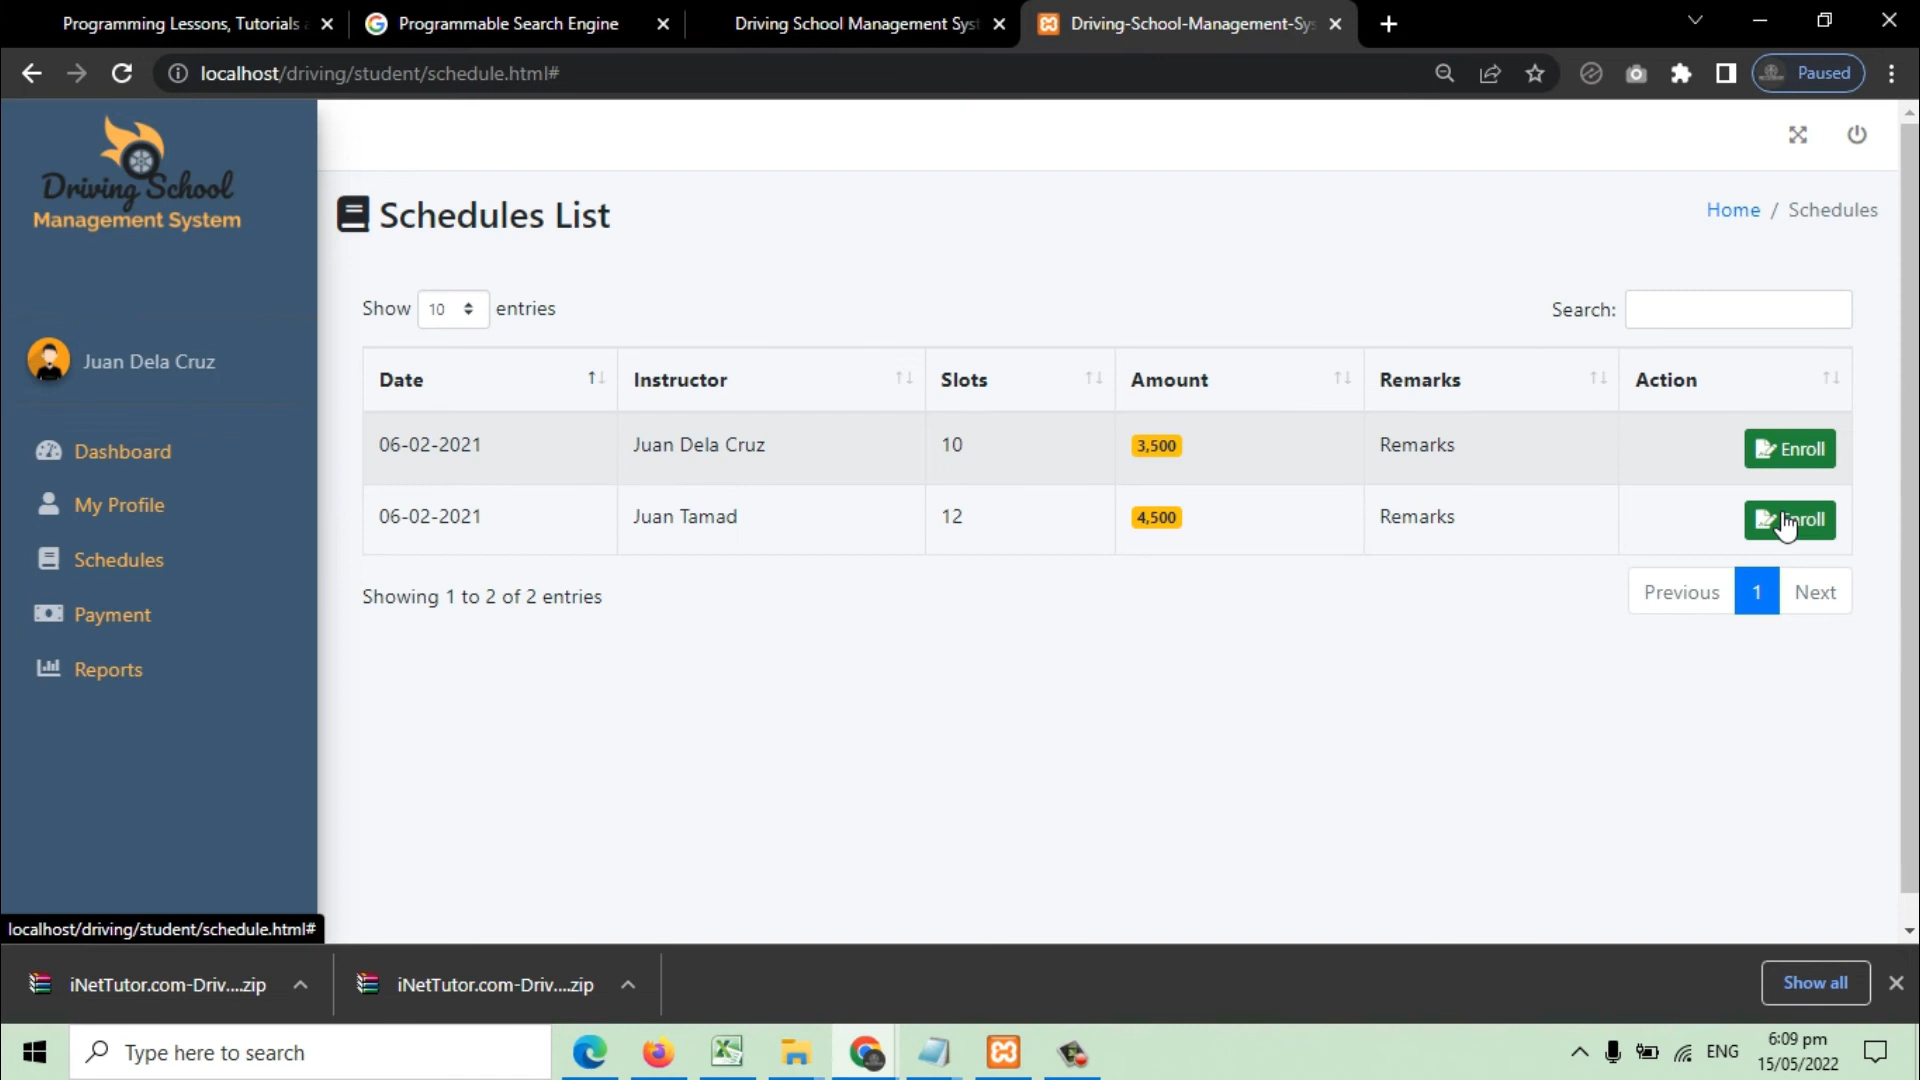 Programming Lessons, Tutorials
Programmable Search Engine
Driving School Management Syst
Driving-School-Management-Sys
localhost/driving/student/schedule.html#
Paused
Driving School
Management System
Juan Dela Cruz
Dashboard
My Profile
Schedules
Payment
Reports
Schedules List
Home / Schedules
Show 10 entries
Search:
Date Instructor Slots Amount Remarks Action
06-02-2021 Juan Dela Cruz 10 3,500 Remarks Enroll
06-02-2021 Juan Tamad 12 4,500 Remarks
Showing 1 to 2 of 2 entries
Previous 1 Next
localhost/driving/student/schedule.html#
iNetTutor.com-Driv....zip
iNetTutor.com-Driv....zip
Show all
Type here to search
ENG
6:09 pm
15/05/2022